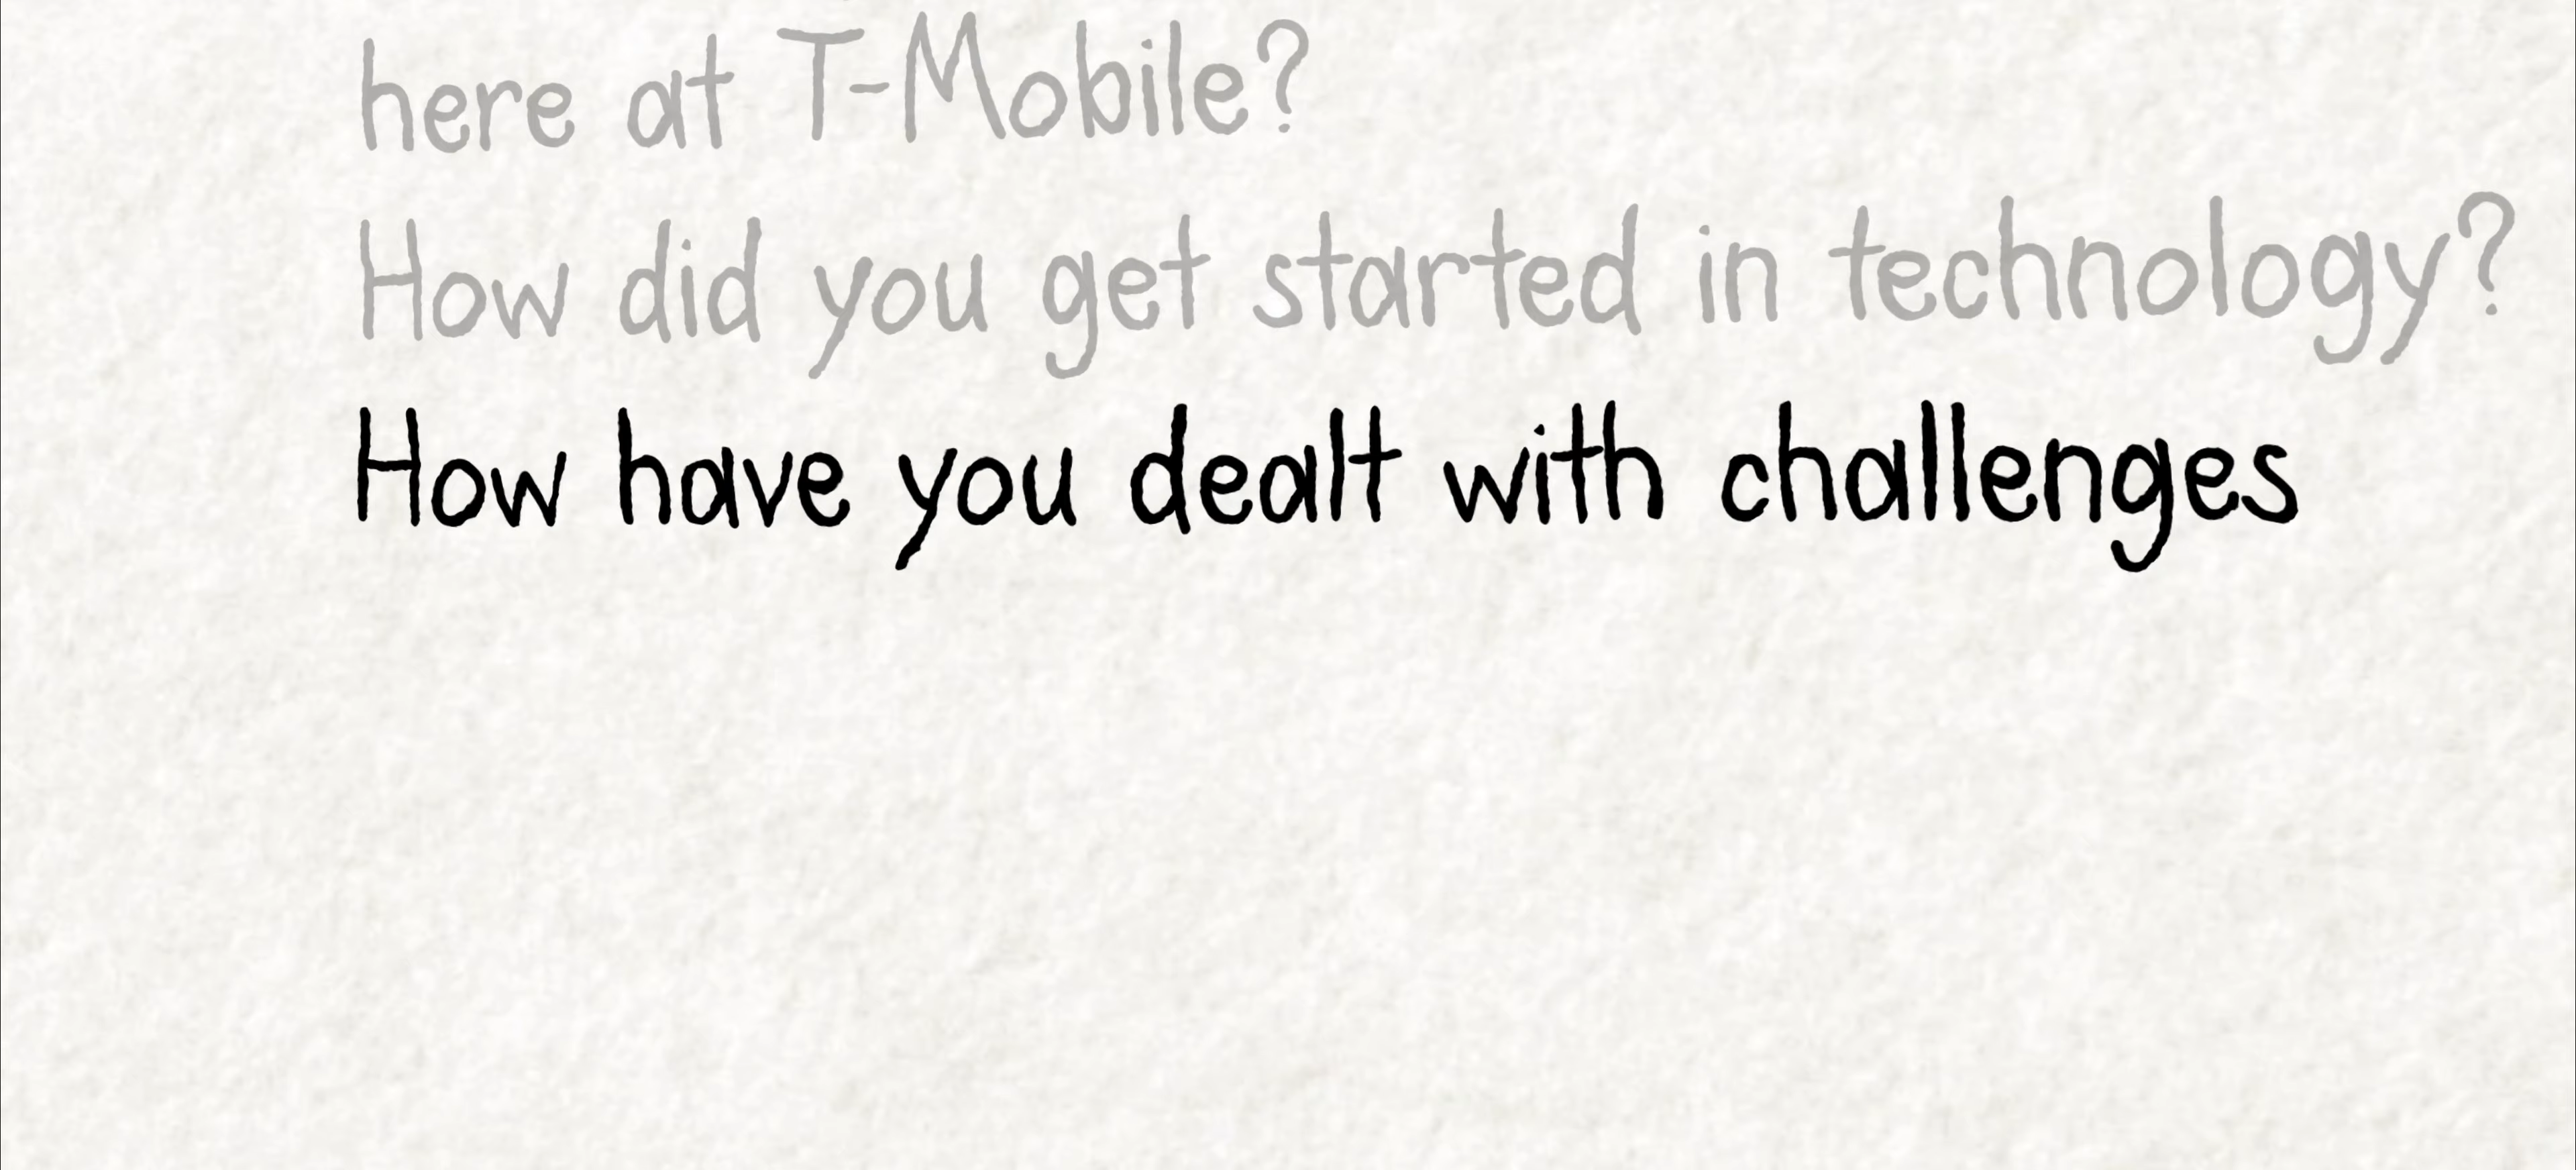 here at T-Mobile?
How did you get started in technology?
How have you dealt with challenges